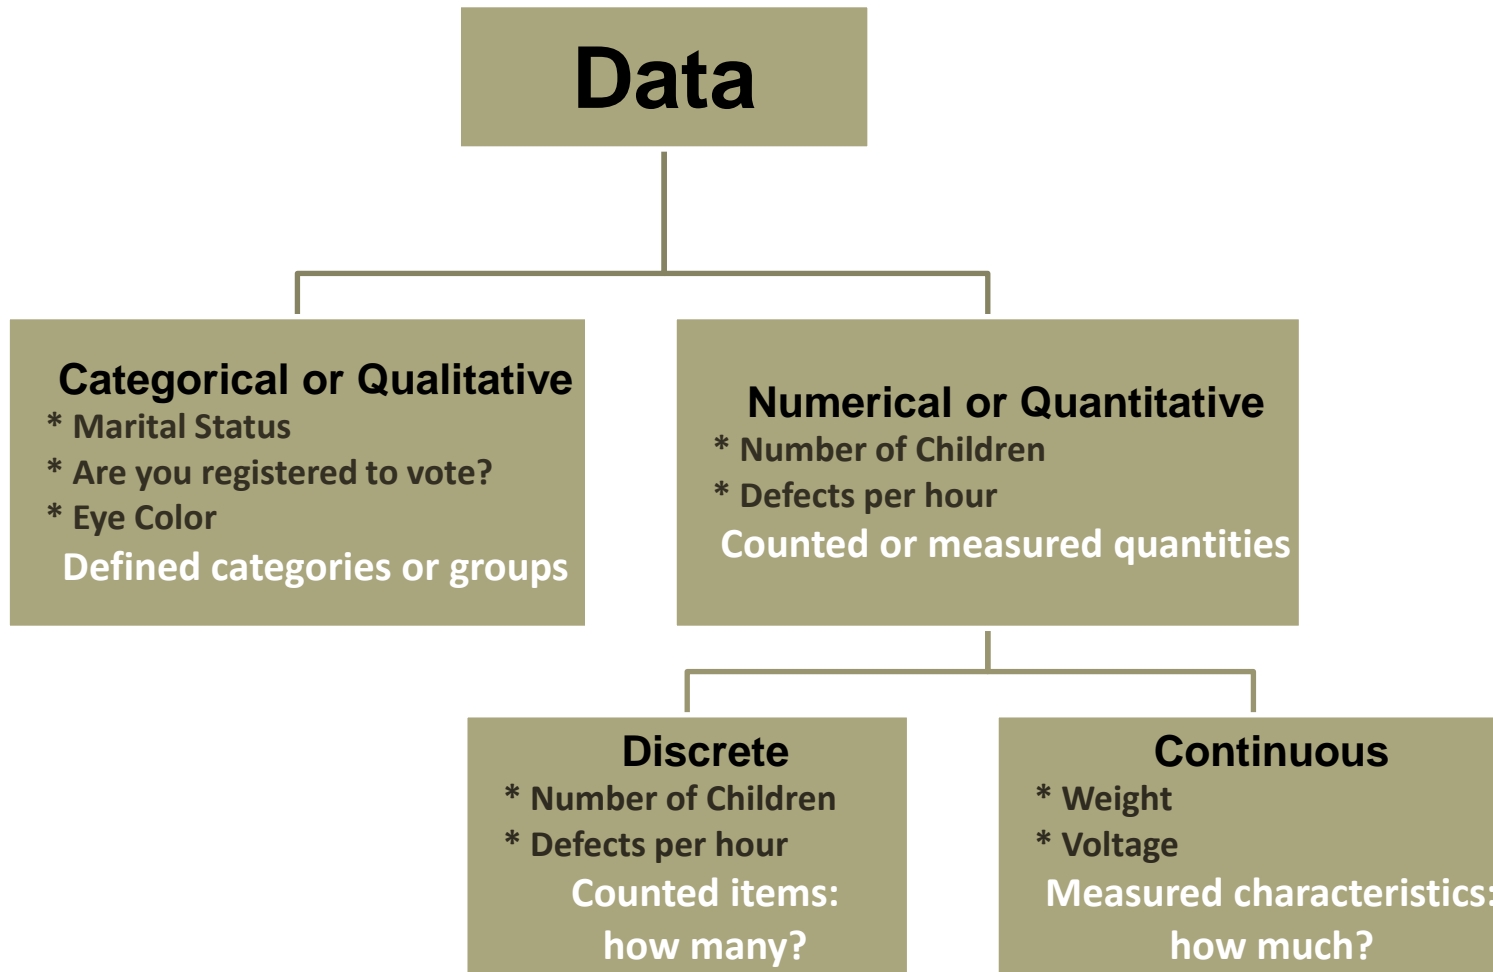 Data
Categorical or Qualitative
* Marital Status
* Are you registered to vote?
* Eye Color
Defined categories or groups
Numerical or Quantitative
* Number of Children
* Defects per hour
Counted or measured quantities
Discrete
* Number of Children
* Defects per hour
Counted items:
how many?
Continuous
* Weight
* Voltage
Measured characteristics:
how much?